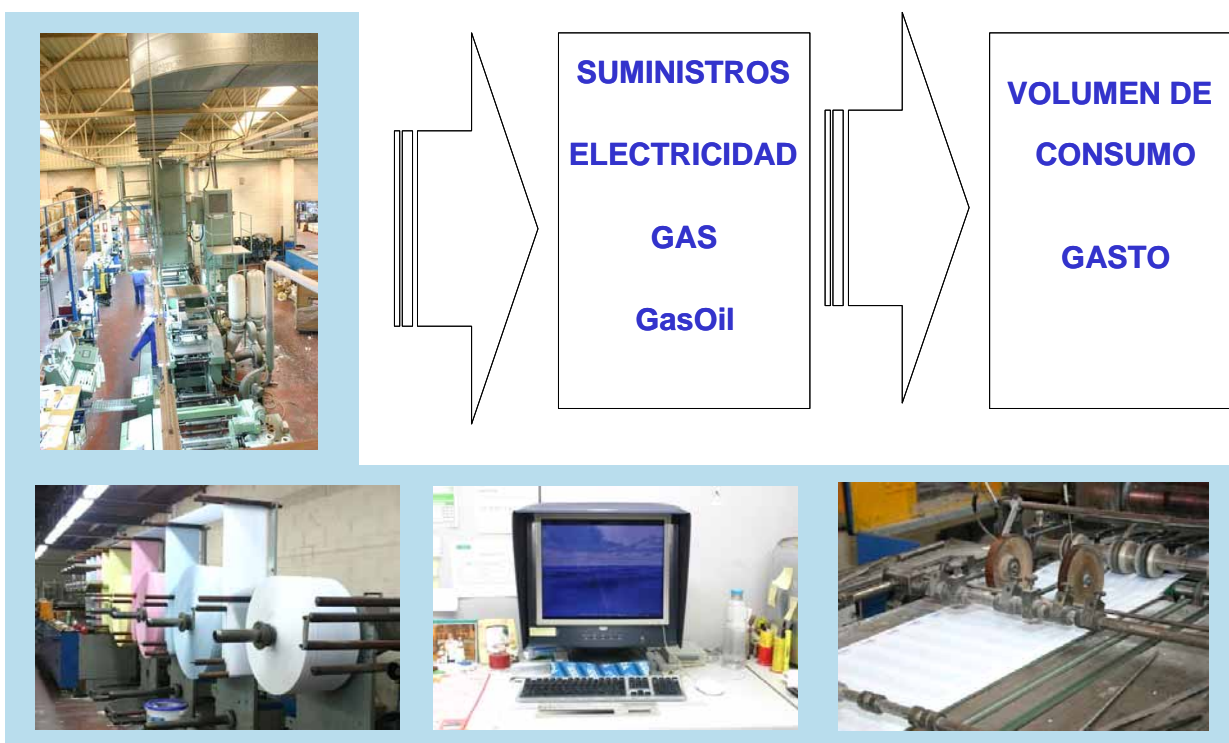 SUMINISTROS
ELECTRICIDAD
GAS
GasOil
VOLUMEN DE
CONSUMO
GASTO